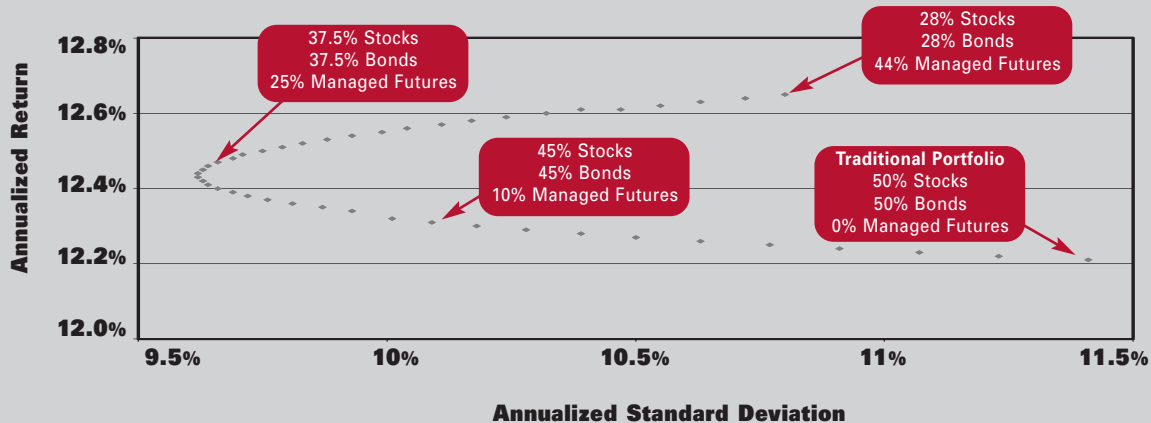 Annualized Return
12.8%
12.6%
12.4%
12.2%
12.0%
37.5% Stocks
37.5% Bonds
25% Managed Futures
28% Stocks
28% Bonds
44% Managed Futures
45% Stocks
45% Bonds
10% Managed Futures
Traditional Portfolio
50% Stocks
50% Bonds
0% Managed Futures
9.5%
10%
10.5%
11%
11.5%
Annualized Standard Deviation